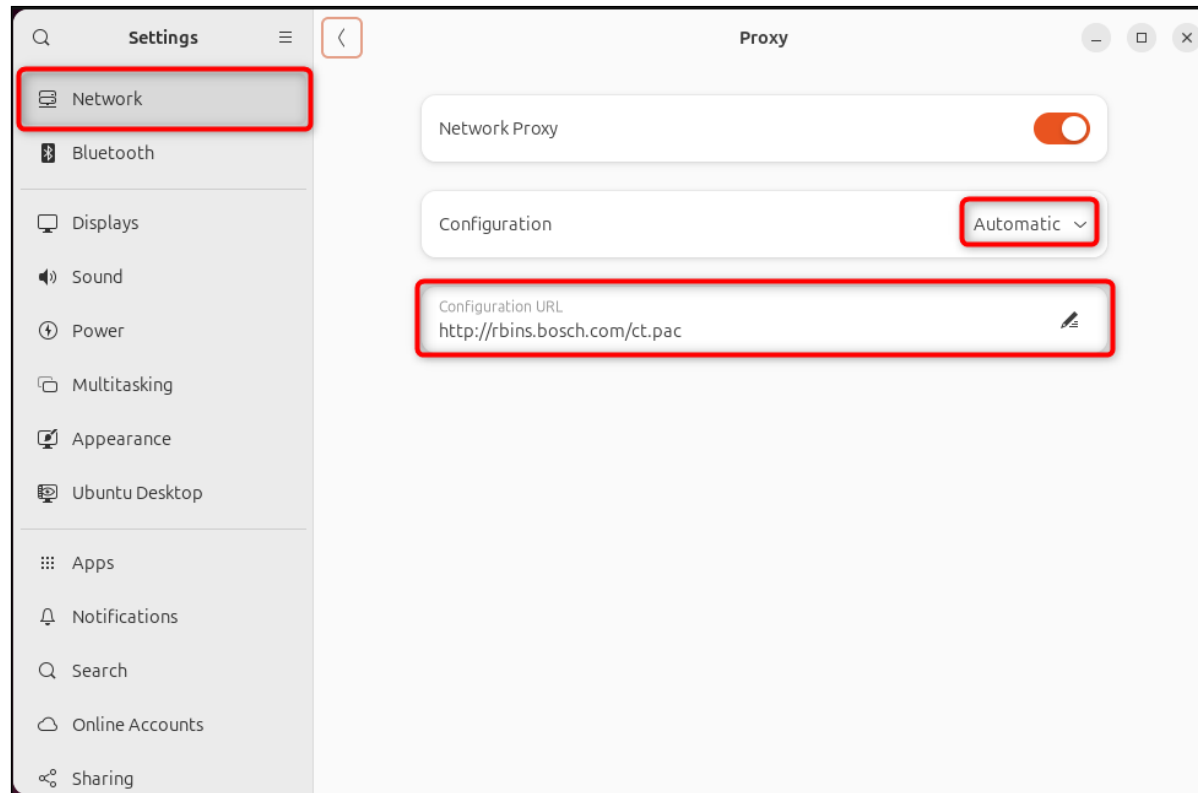 Settings
Proxy
Network
Bluetooth
Displays
Sound
Power
Multitasking
Appearance
Ubuntu Desktop
Apps
Notifications
Search
Online Accounts
Sharing
Network Proxy
Configuration
Automatic
Configuration URL
http://rbins.bosch.com/ct.pac